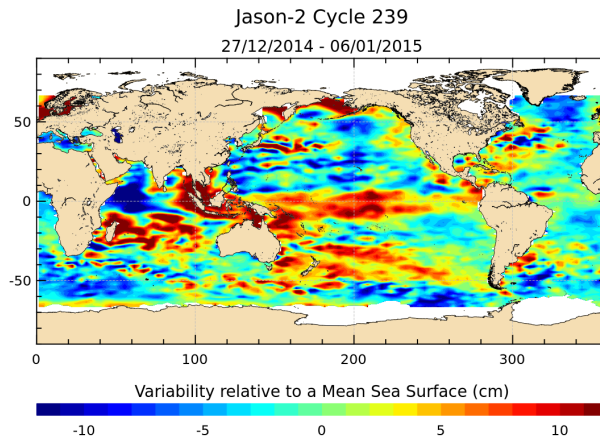 Jason-2 Cycle 239
27/12/2014 - 06/01/2015
50
0
-50
0 100 200 300
Variability relative to a Mean Sea Surface (cm)
-10 -5 0 5 10